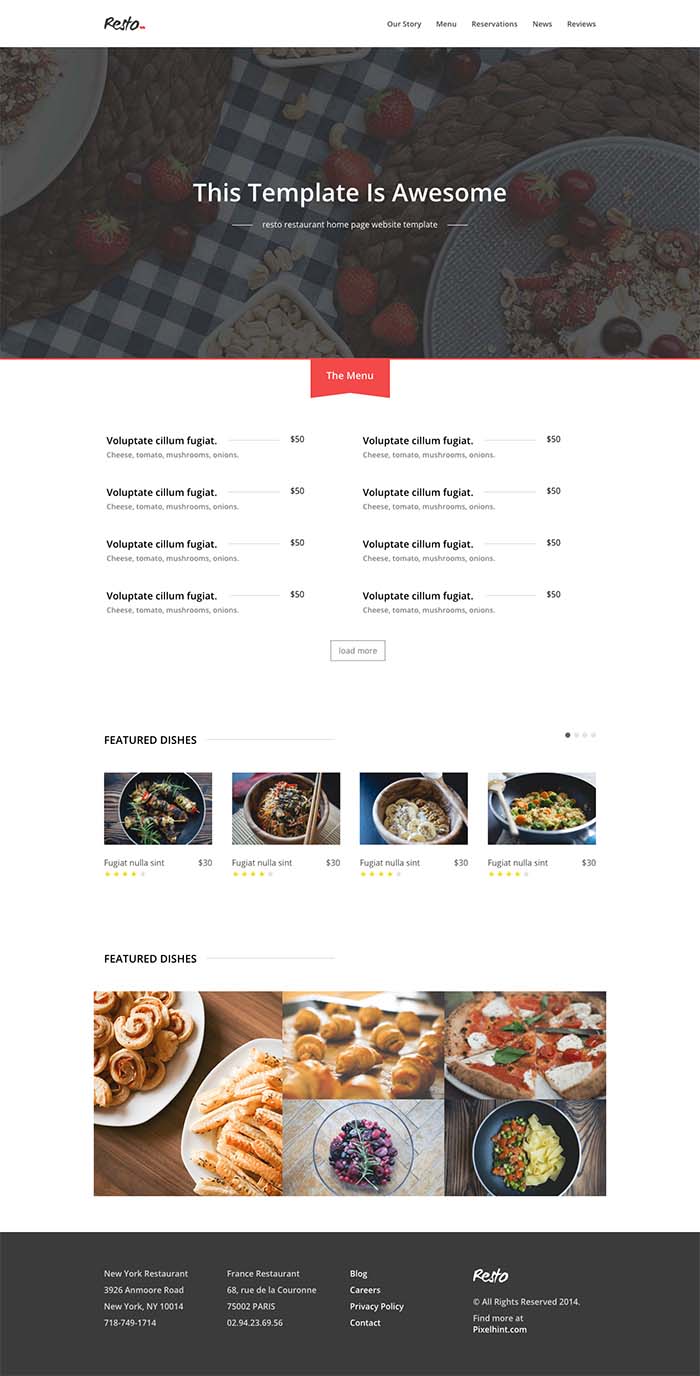 Resto
Our Story Menu Reservations News Reviews
This Template Is Awesome
resto restaurant home page website template
The Menu
Voluptate cillum fugiat. $50
Cheese, tomato, mushrooms, onions.
Voluptate cillum fugiat. $50
Cheese, tomato, mushrooms, onions.
Voluptate cillum fugiat. $50
Cheese, tomato, mushrooms, onions.
Voluptate cillum fugiat. $50
Cheese, tomato, mushrooms, onions.
Voluptate cillum fugiat. $50
Cheese, tomato, mushrooms, onions.
Voluptate cillum fugiat. $50
Cheese, tomato, mushrooms, onions.
Voluptate cillum fugiat. $50
Cheese, tomato, mushrooms, onions.
Voluptate cillum fugiat. $50
Cheese, tomato, mushrooms, onions.
load more
FEATURED DISHES
Fugiat nulla sint $30
Fugiat nulla sint $30
Fugiat nulla sint $30
Fugiat nulla sint $30
FEATURED DISHES
New York Restaurant
3926 Anmoore Road
New York, NY 10014
718-749-1714
France Restaurant
68, rue de la Couronne
75002 PARIS
02.94.23.69.56
Blog
Careers
Privacy Policy
Contact
Resto
© All Rights Reserved 2014.
Find more at
Pixelhint.com